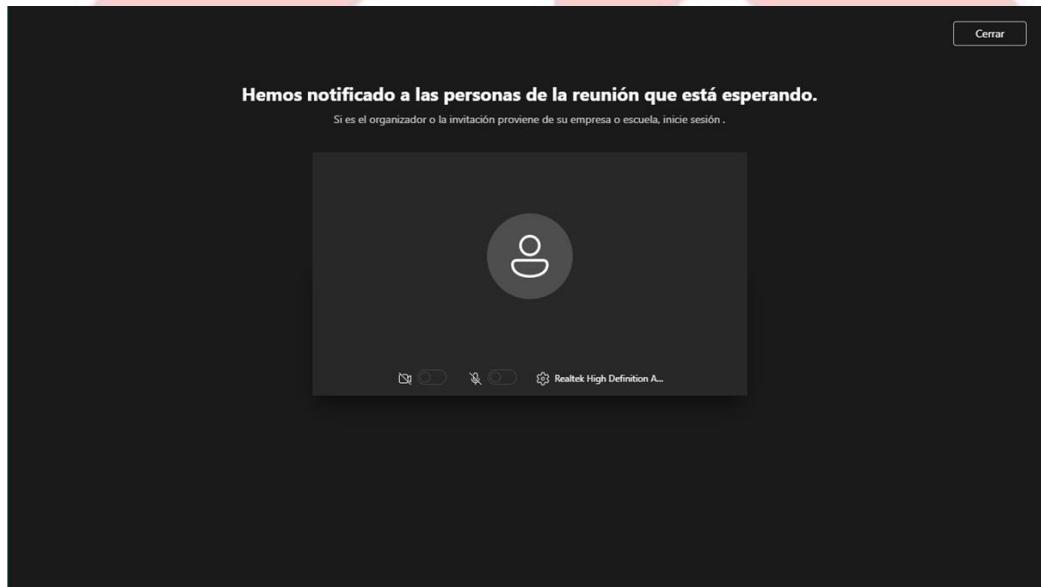 Cerrar
Hemos notificado a las personas de la reunión que está esperando.
Si es el organizador o la invitación proviene de su empresa o escuela, inicie sesión .
Realtek High Definition A...